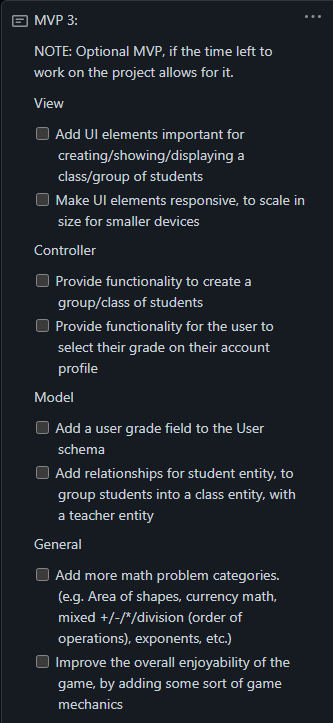 MVP 3:
NOTE: Optional MVP, if the time left to
work on the project allows for it.
View
Add UI elements important for
creating/showing/displaying a
class/group of students
Make UI elements responsive, to scale in
size for smaller devices
Controller
Provide functionality to create a
group/class of students
Provide functionality for the user to
select their grade on their account
profile
Model
Add a user grade field to the User
schema
Add relationships for student entity, to
group students into a class entity, with
a teacher entity
General
Add more math problem categories.
(e.g. Area of shapes, currency math,
mixed +/-/*/division (order of
operations), exponents, etc.)
Improve the overall enjoyability of the
game, by adding some sort of game
mechanics